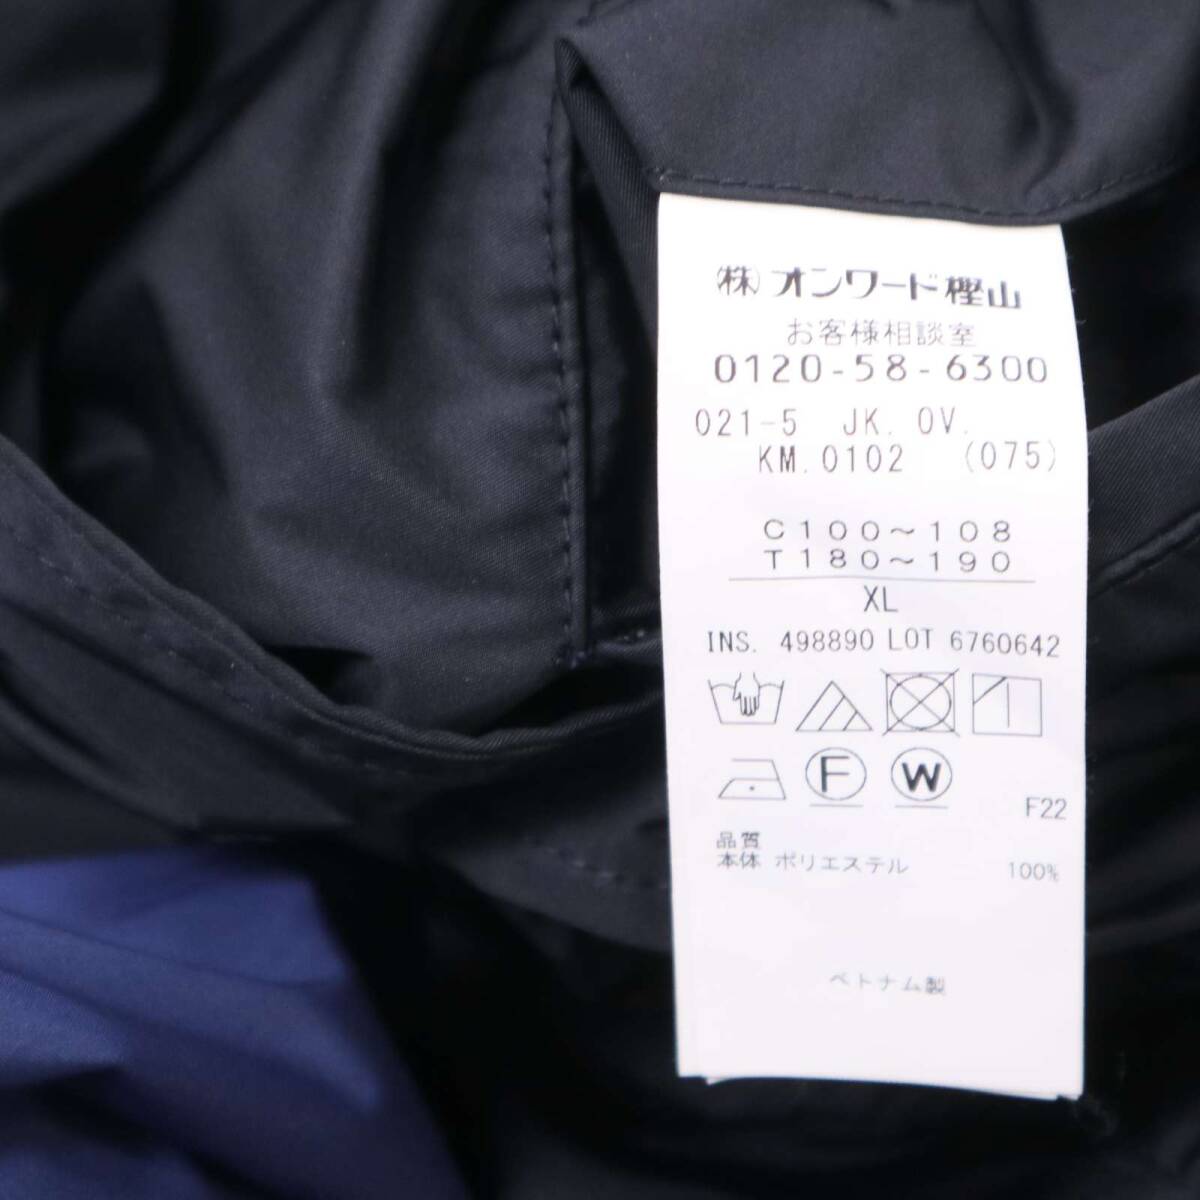 (株)オンワード樫山
お客様相談室
0120-58-6300
021-5 JK. OV.
KM.0102 (075)
C100～108
T180～190
XL
INS. 498890 LOT 6760642
F W
F22
品質
本体 ポリエステル 100%
ベトナム製